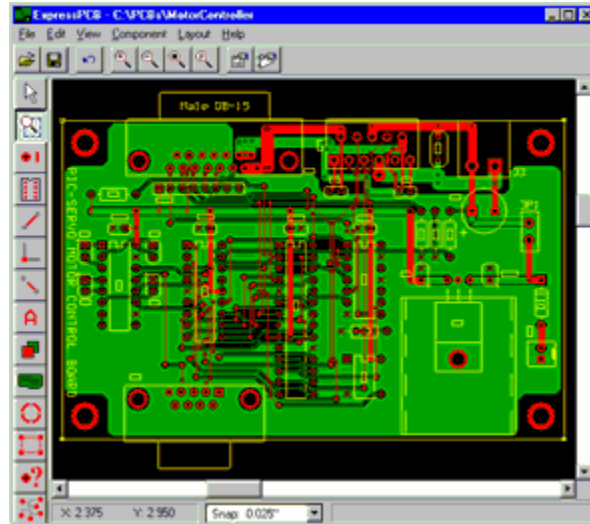 ExpressPCB - C:\PCBs\MotorController
File Edit View Component Layout Help
Male DB-15
J3
PIC-SERVO MOTOR CONTROL BOARD
X: 2.375 Y: 2.950 Snap: 0.025"